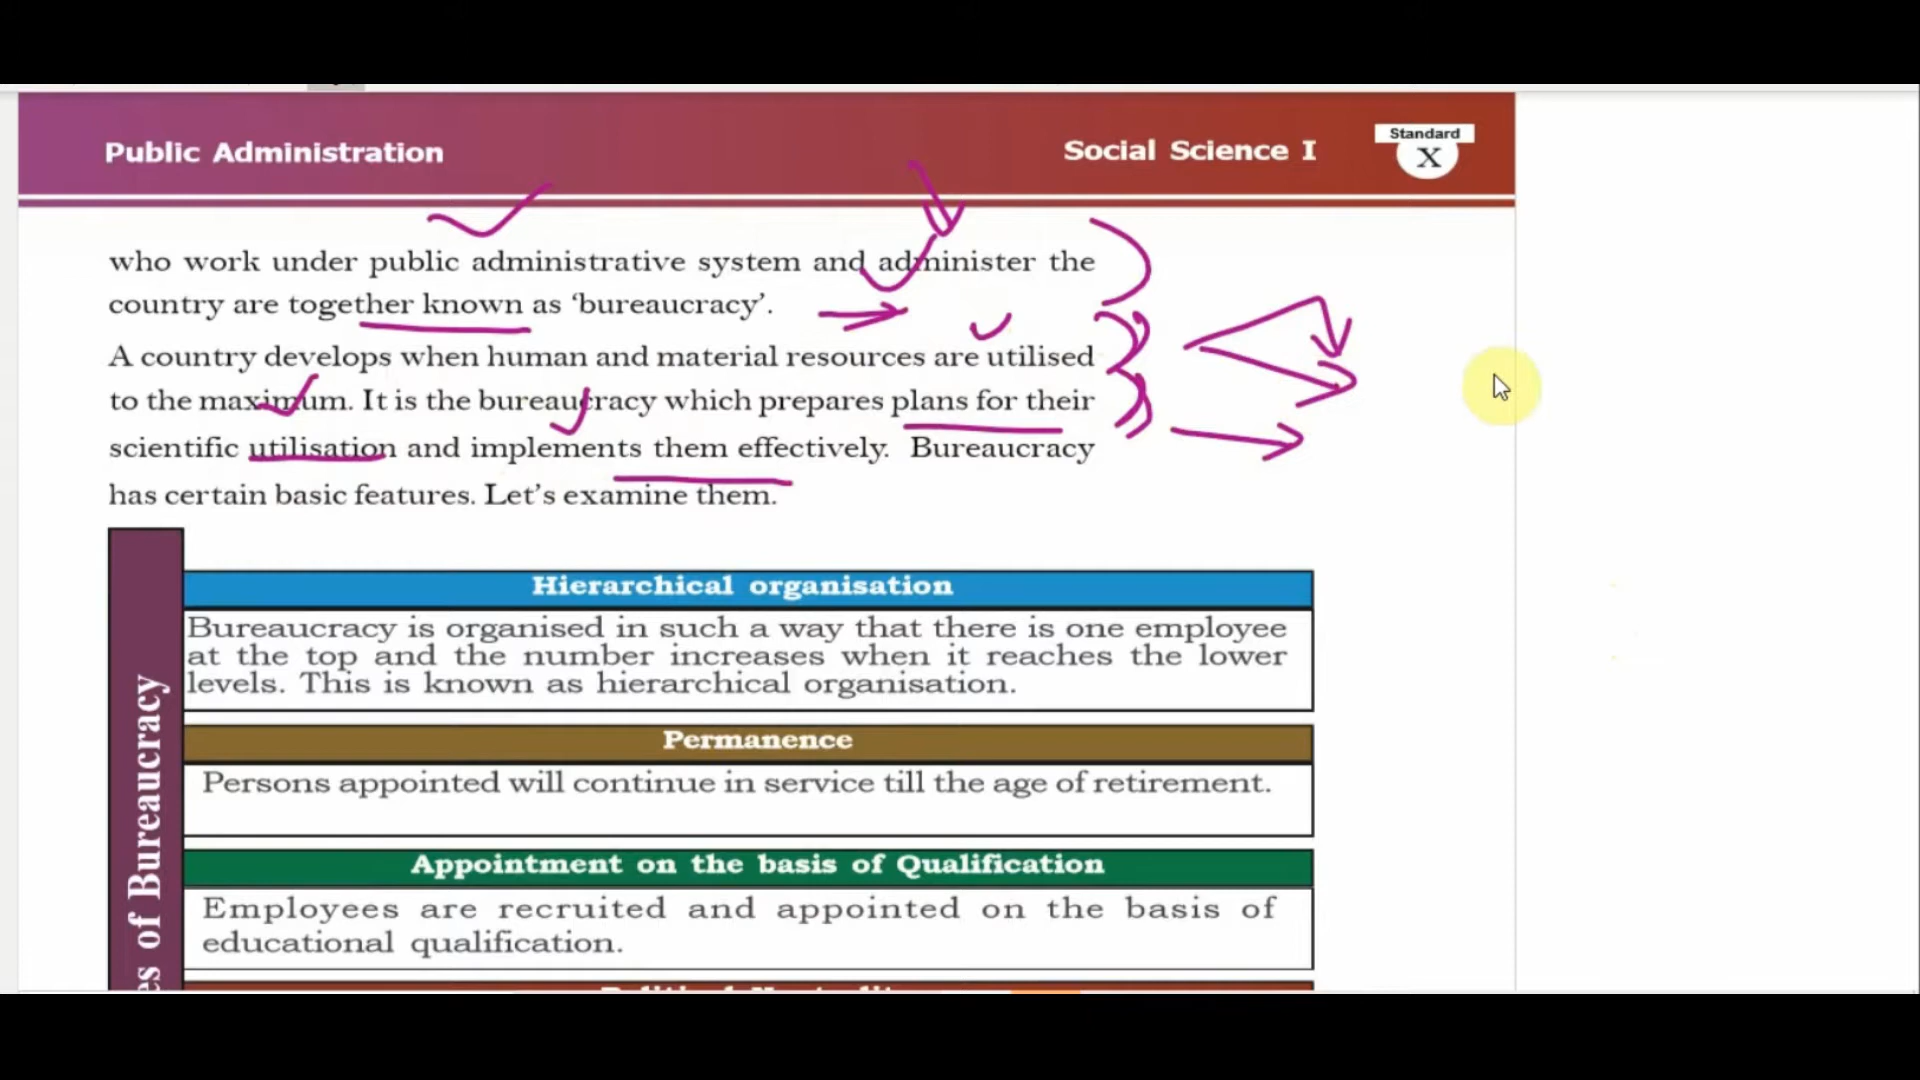 Public Administration
Social Science I
Standard
X
who work under public administrative system and administer the
country are together known as ‘bureaucracy’.
A country develops when human and material resources are utilised
to the maximum. It is the bureaucracy which prepares plans for their
scientific utilisation and implements them effectively. Bureaucracy
has certain basic features. Let’s examine them.
es of Bureaucracy
Hierarchical organisation
Bureaucracy is organised in such a way that there is one employee
at the top and the number increases when it reaches the lower
levels. This is known as hierarchical organisation.
Permanence
Persons appointed will continue in service till the age of retirement.
Appointment on the basis of Qualification
Employees are recruited and appointed on the basis of
educational qualification.